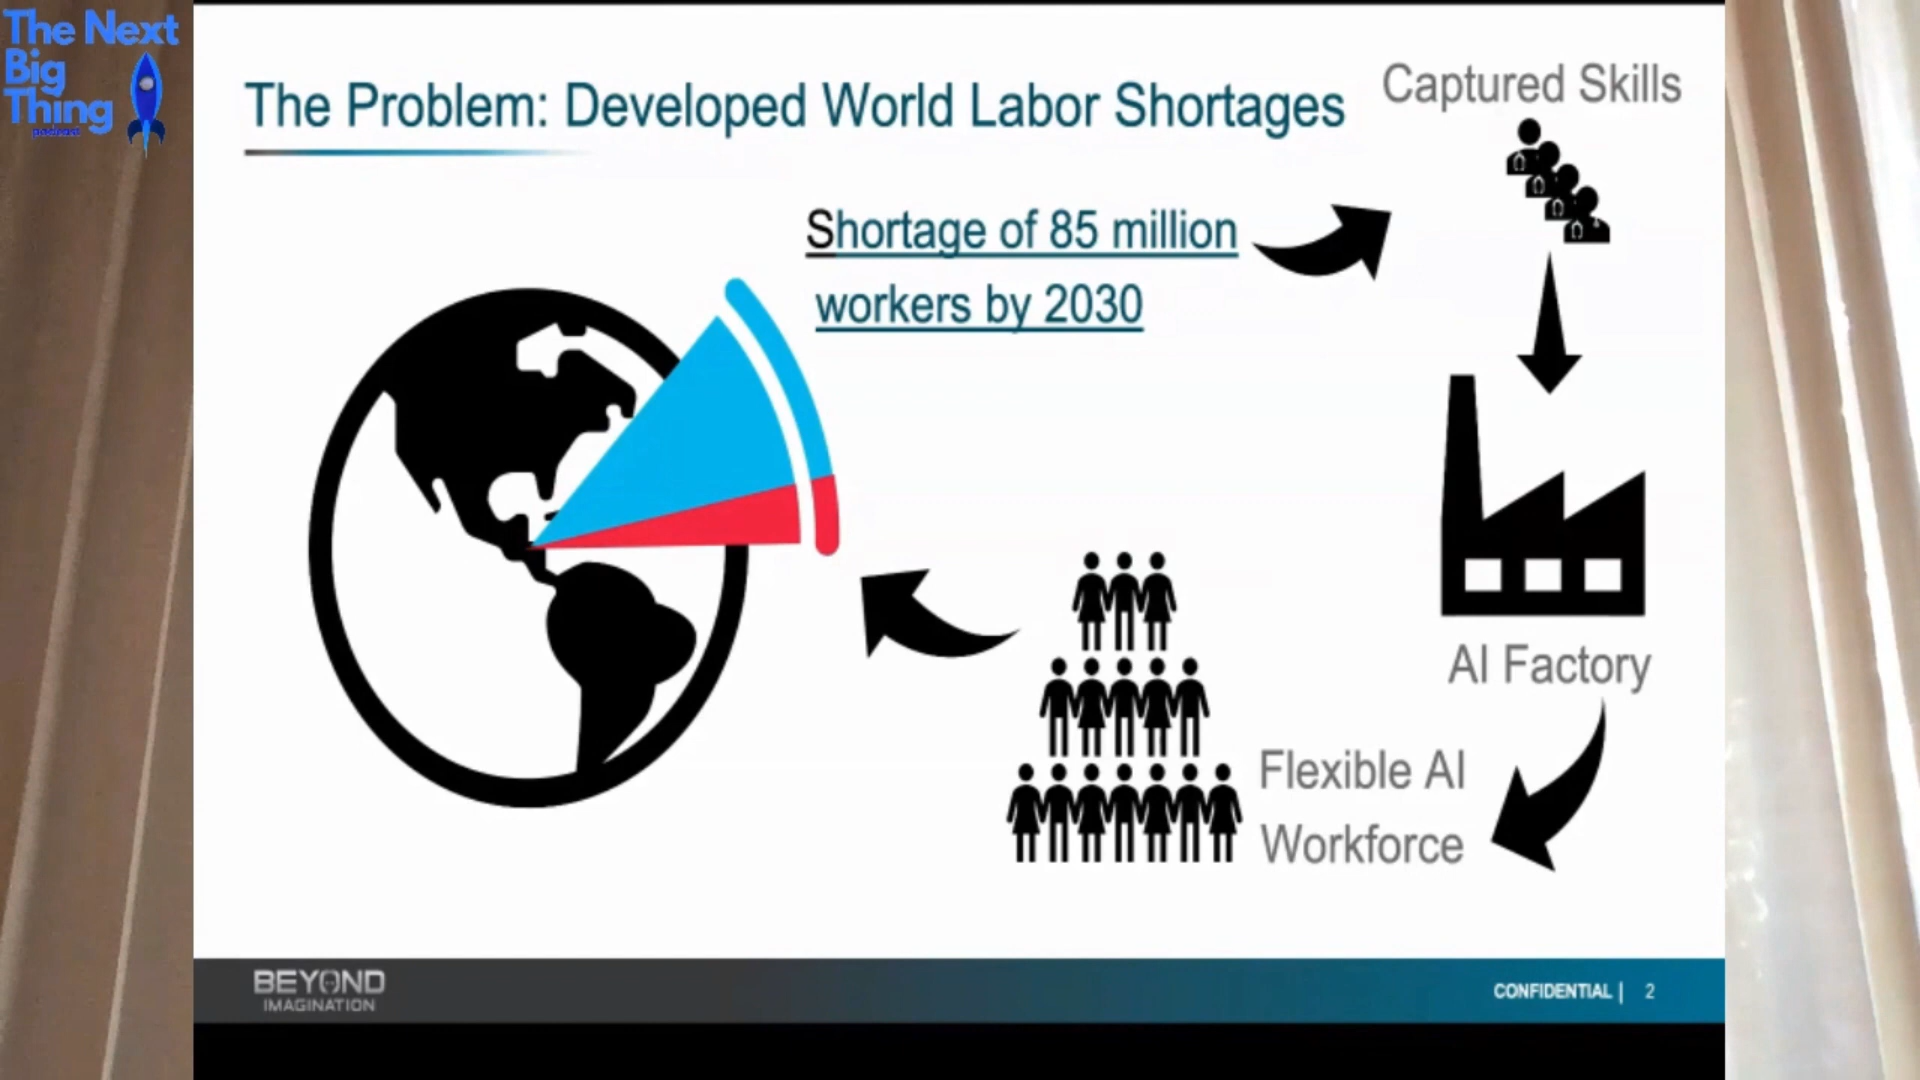 The Next
Big
Thing
podcast
The Problem: Developed World Labor Shortages
Captured Skills
Shortage of 85 million
workers by 2030
AI Factory
Flexible AI
Workforce
BEYOND
IMAGINATION
CONFIDENTIAL | 2